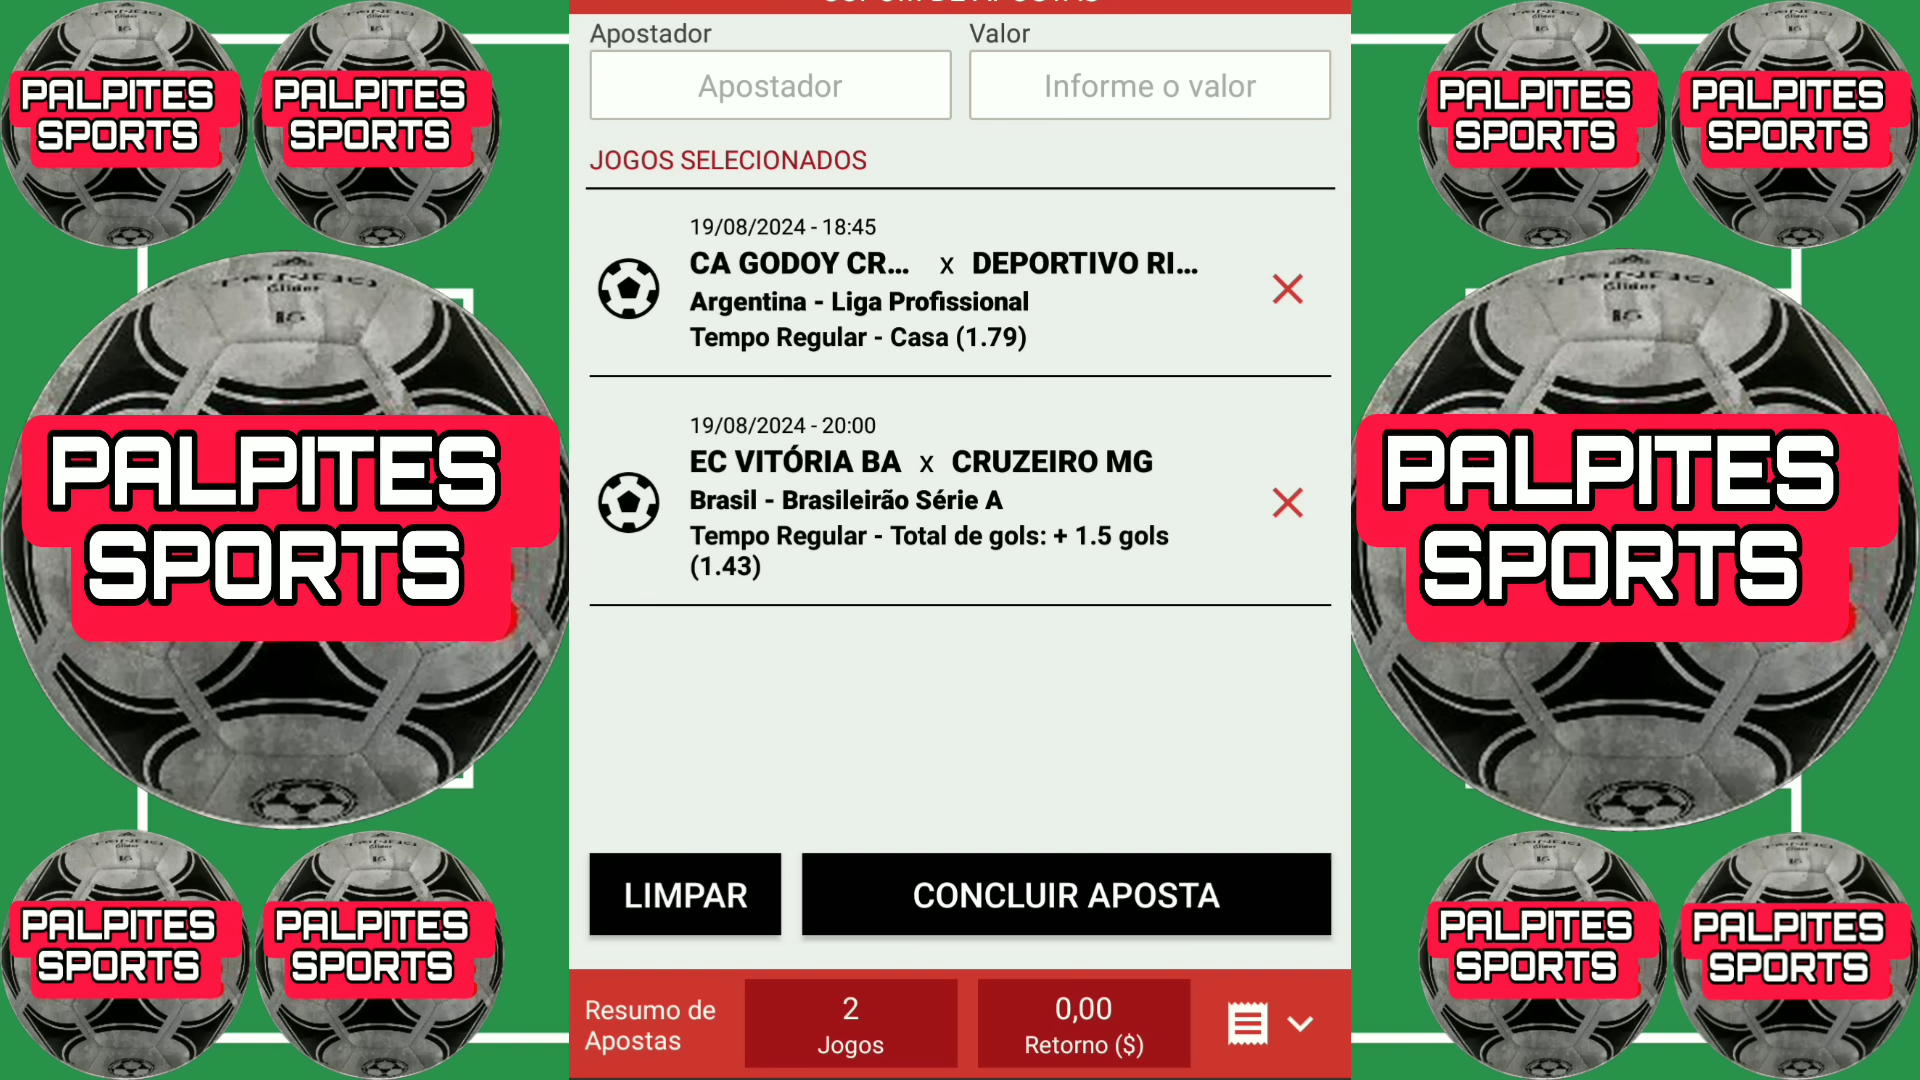 PALPITES
SPORTS
PALPITES
SPORTS
PALPITES
SPORTS
PALPITES
SPORTS
PALPITES
SPORTS
Apostador
Valor
Apostador
Informe o valor
JOGOS SELECIONADOS
19/08/2024 - 18:45
CA GODOY CR... x DEPORTIVO RI...
Argentina - Liga Profissional
Tempo Regular - Casa (1.79)
19/08/2024 - 20:00
EC VITÓRIA BA x CRUZEIRO MG
Brasil - Brasileirão Série A
Tempo Regular - Total de gols: + 1.5 gols
(1.43)
LIMPAR
CONCLUIR APOSTA
Resumo de
Apostas
2
Jogos
0,00
Retorno ($)
PALPITES
SPORTS
PALPITES
SPORTS
PALPITES
SPORTS
PALPITES
SPORTS
PALPITES
SPORTS